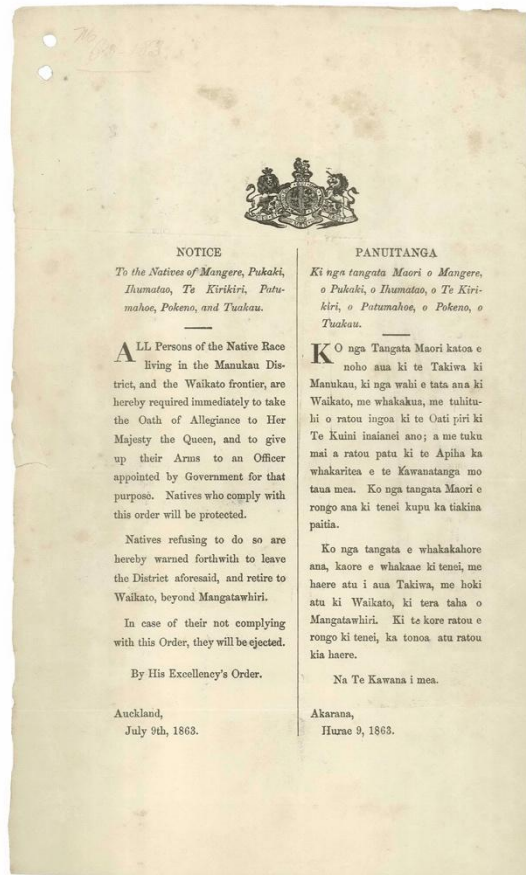 NOTICE
To the Natives of Mangere, Pukaki,
Ihumatao, Te Kirikiri, Patu-
mahoe, Pokeno, and Tuakau.
ALL Persons of the Native Race
living in the Manukau Dis-
trict, and the Waikato frontier, are
hereby required immediately to take
the Oath of Allegiance to Her
Majesty the Queen, and to give
up their Arms to an Officer
appointed by Government for that
purpose. Natives who comply with
this order will be protected.
Natives refusing to do so are
hereby warned forthwith to leave
the District aforesaid, and retire to
Waikato, beyond Mangatawhiri.
In case of their not complying
with this Order, they will be ejected.
By His Excellency's Order.
Auckland,
July 9th, 1863.
PANUITANGA
Ki nga tangata Maori o Mangere,
o Pukaki, o Ihumatao, o Te Kiri-
kiri, o Patumahoe, o Pokeno, o
Tuakau.
KO nga Tangata Maori katoa e
noho aua ki te Takiwa ki
Manukau, ki nga wahi e tata ana ki
Waikato, me whakakua, me tuhitu-
hi o ratou ingoa ki te Oati piri ki
Te Kuini inaianei ano; a me tuku
mai a ratou patu ki te Apiha ka
whakaritea e te Kawanatanga mo
taua mea. Ko nga tangata Maori e
rongo ana ki tenei kupu ka tiakina
paitia.
Ko nga tangata e whakakahore
ana, kaore e whakaae ki tenei, me
haere atu i aua Takiwa, me hoki
atu ki Waikato, ki tera taha o
Mangatawhiri. Ki te kore ratou e
rongo ki tenei, ka tonoa atu ratou
kia haere.
Na Te Kawana i mea.
Akarana,
Hurae 9, 1863.